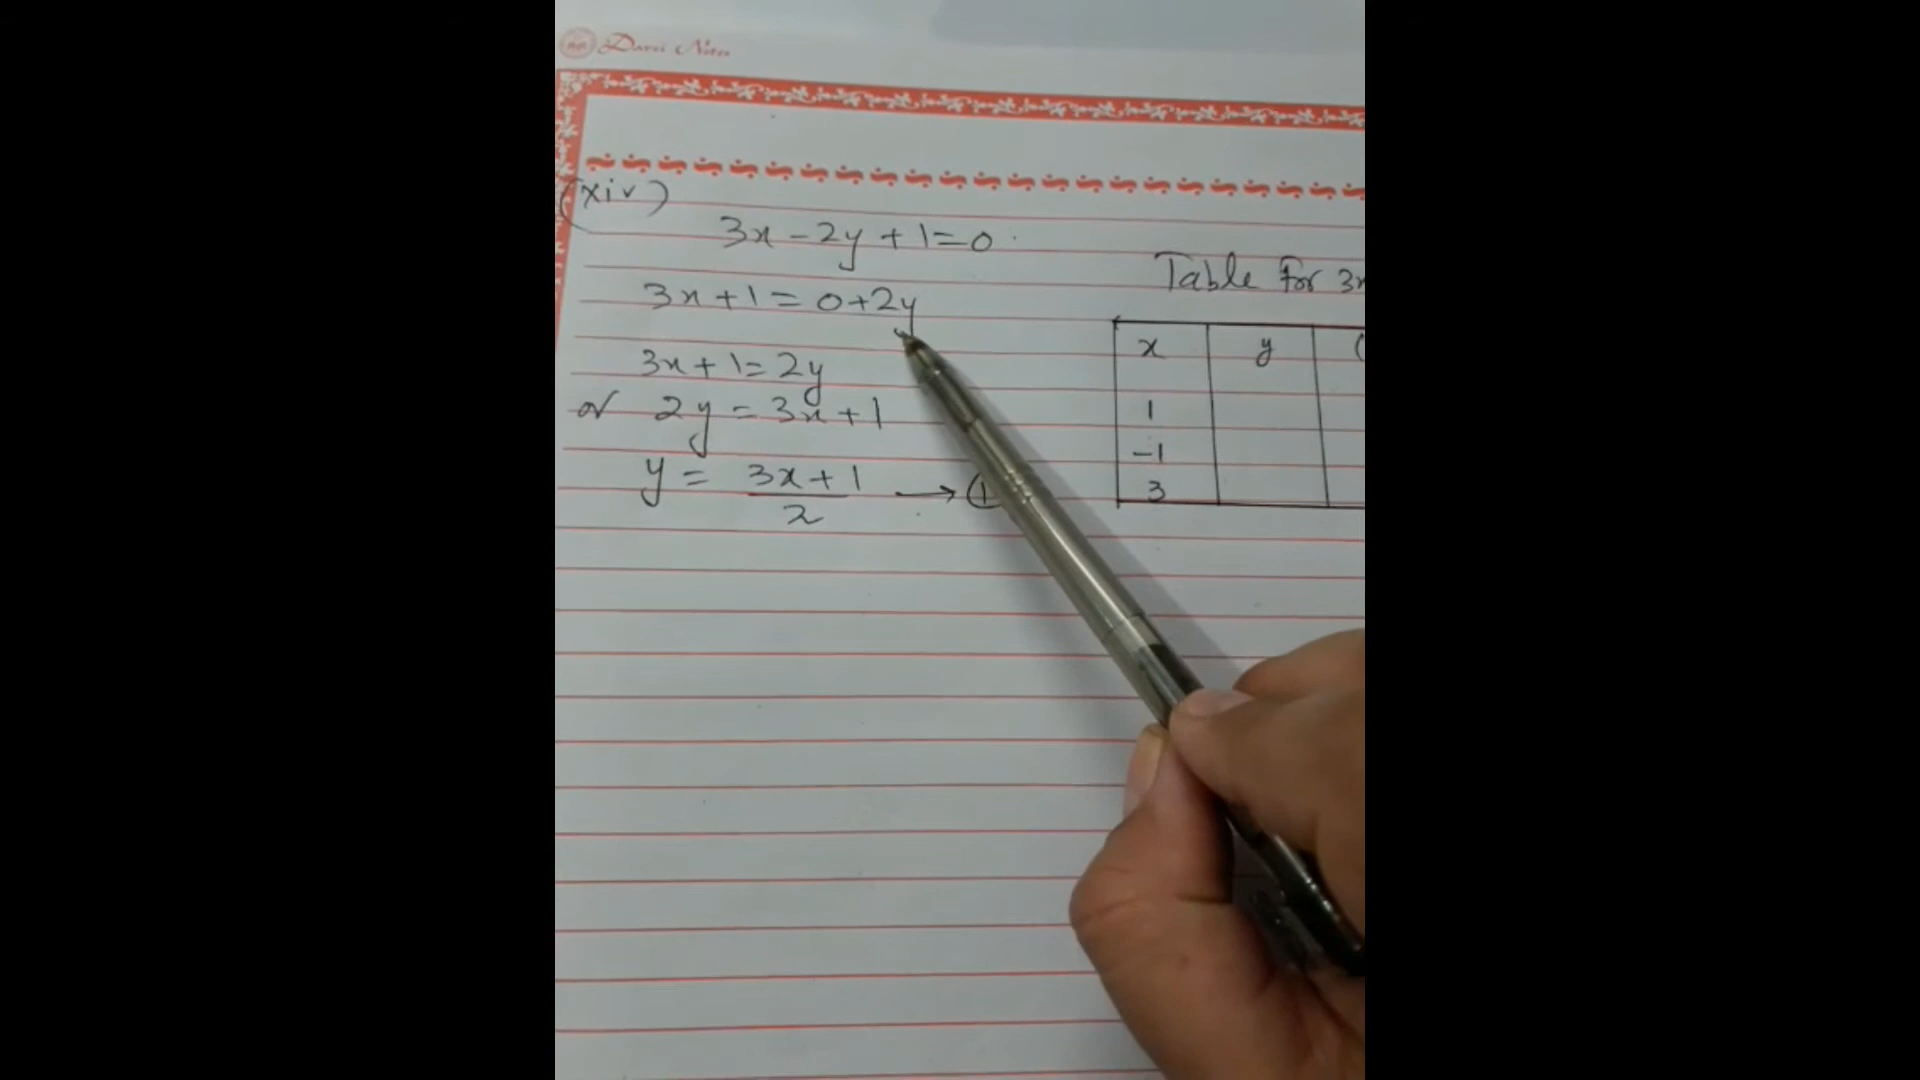 Darsi Notes
(xiv)
3x - 2y + 1 = 0
3x + 1 = 0 + 2y
3x + 1 = 2y
or 2y = 3x + 1
y = 3x + 1 / 2 → ①
Table For 3x
x y (
1
-1
3